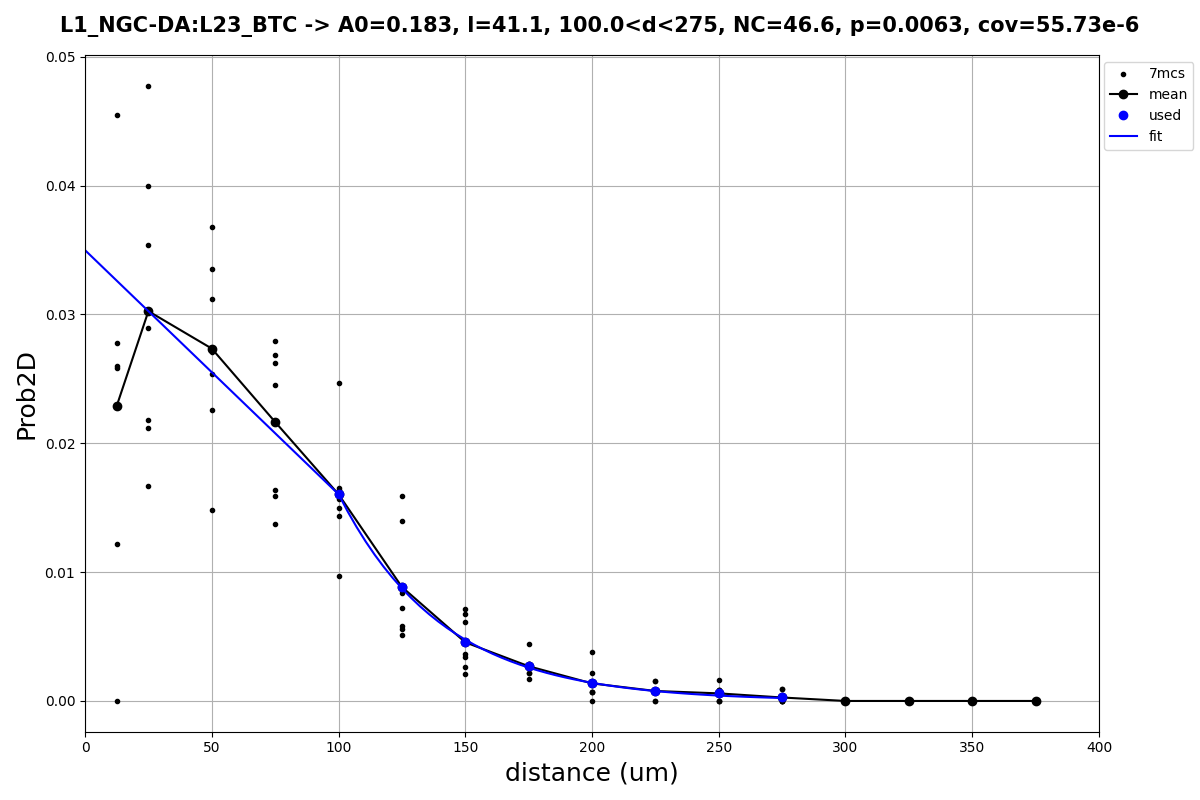 L1_NGC-DA:L23_BTC -> A0=0.183, l=41.1, 100.0<d<275, NC=46.6, p=0.0063, cov=55.73e-6
0.05
0.04
0.03
0.02
0.01
0.00
Prob2D
0
50
100
150
200
250
300
350
400
distance (um)
7mcs
mean
used
fit